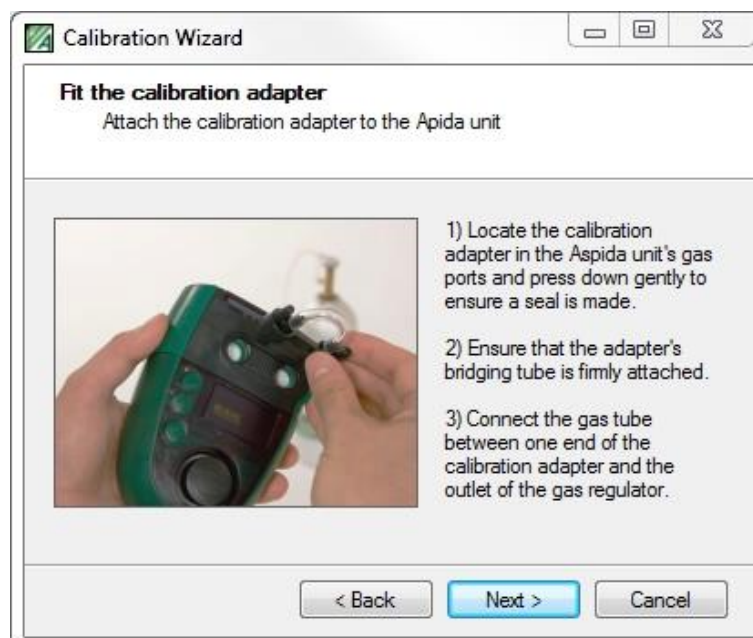 Calibration Wizard
Fit the calibration adapter
Attach the calibration adapter to the Apida unit
1) Locate the calibration
adapter in the Aspida unit's gas
ports and press down gently to
ensure a seal is made.
2) Ensure that the adapter's
bridging tube is firmly attached.
3) Connect the gas tube
between one end of the
calibration adapter and the
outlet of the gas regulator.
< Back
Next >
Cancel